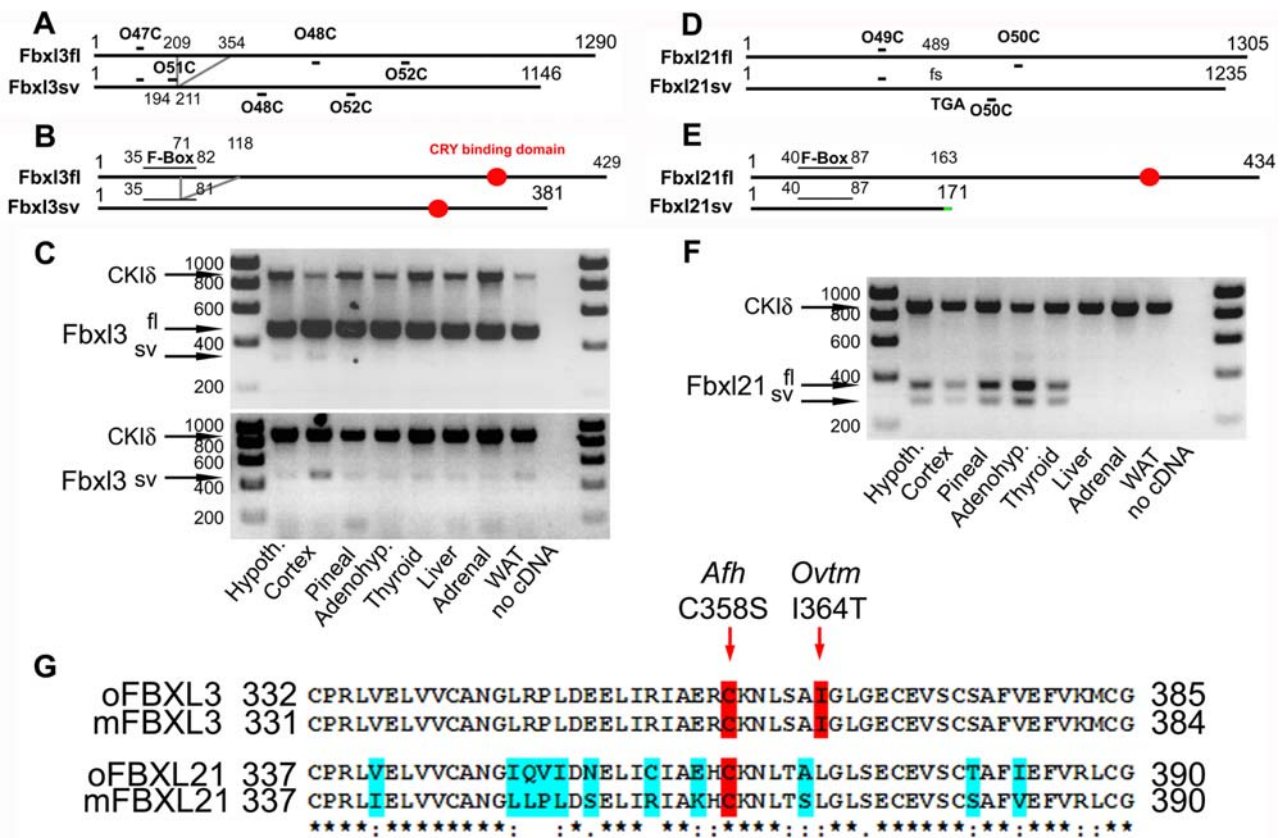 A
O47C
O48C
1 209 354 1290
Fbxl3fl
1 O51C O52C 1146
Fbxl3sv
194 211 O48C O52C
B
71 118
1 35 F-Box 82 CRY binding domain 429
Fbxl3fl
1 35 81 381
Fbxl3sv
C
CKIδ
1000
800
600
Fbxl3 fl
400
sv
200
CKIδ
1000
800
600
Fbxl3 sv
400
200
Hypoth.
Cortex
Pineal
Adenohyp.
Thyroid
Liver
Adrenal
WAT
no cDNA
D
O49C O50C
1 489 1305
Fbxl21fl
1 fs 1235
Fbxl21sv
TGA O50C
E
1 40 F-Box 87 163 434
Fbxl21fl
1 40 87 171
Fbxl21sv
F
CKIδ
1000
800
600
400
Fbxl21 fl
sv
200
Hypoth.
Cortex
Pineal
Adenohyp.
Thyroid
Liver
Adrenal
WAT
no cDNA
Afh Ovtm
C358S I364T
G
oFBXL3 332 CPRLVELVVCANGLRPLDEELIRIAERCKNLSAIGLGECEVSCSAFVEFVKMCG 385
mFBXL3 331 CPRLVELVVCANGLRPLDEELIRIAERCKNLSAIGLGECEVSCSAFVEFVKMCG 384
oFBXL21 337 CPRLVELVVCANGIQVIDNELICIAEHCKNLTALGLSECEVSCTAFIEFVRLCG 390
mFBXL21 337 CPRLIELVVCANGLLPLDSELIRIAKHCKNLTSLGLSECEVSCSAFVEFVRLCG 390